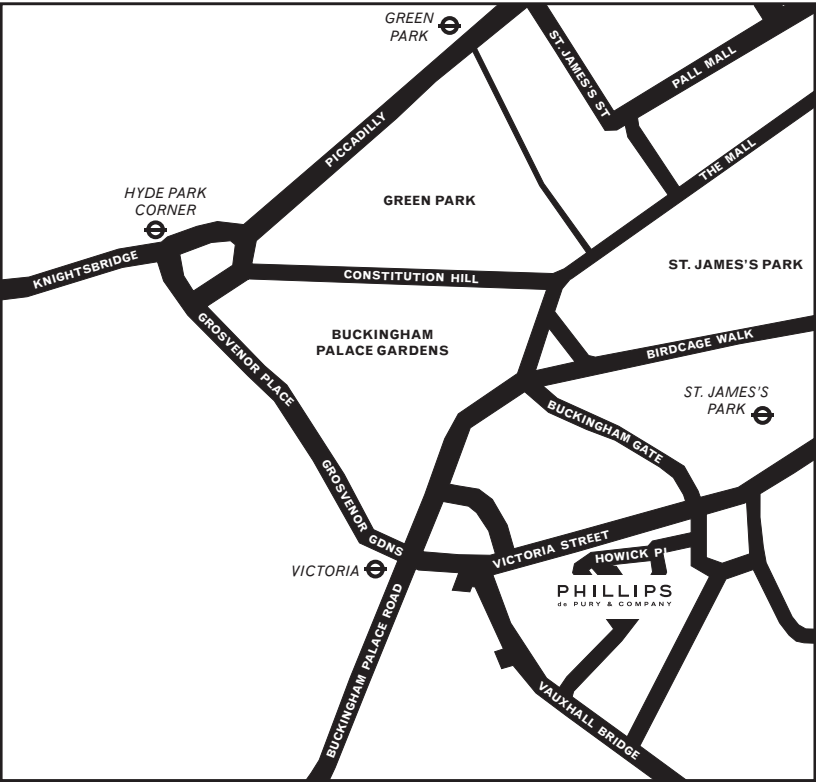 GREEN
PARK
ST. JAMES'S ST
PALL MALL
PICCADILLY
THE MALL
HYDE PARK
CORNER
GREEN PARK
KNIGHTSBRIDGE
CONSTITUTION HILL
ST. JAMES'S PARK
GROSVENOR PLACE
BUCKINGHAM
PALACE GARDENS
BIRDCAGE WALK
ST. JAMES'S
PARK
BUCKINGHAM GATE
GROSVENOR GDNS
VICTORIA STREET
HOWICK Pl
VICTORIA
PHILLIPS
de PURY & COMPANY
BUCKINGHAM PALACE ROAD
VAUXHALL BRIDGE